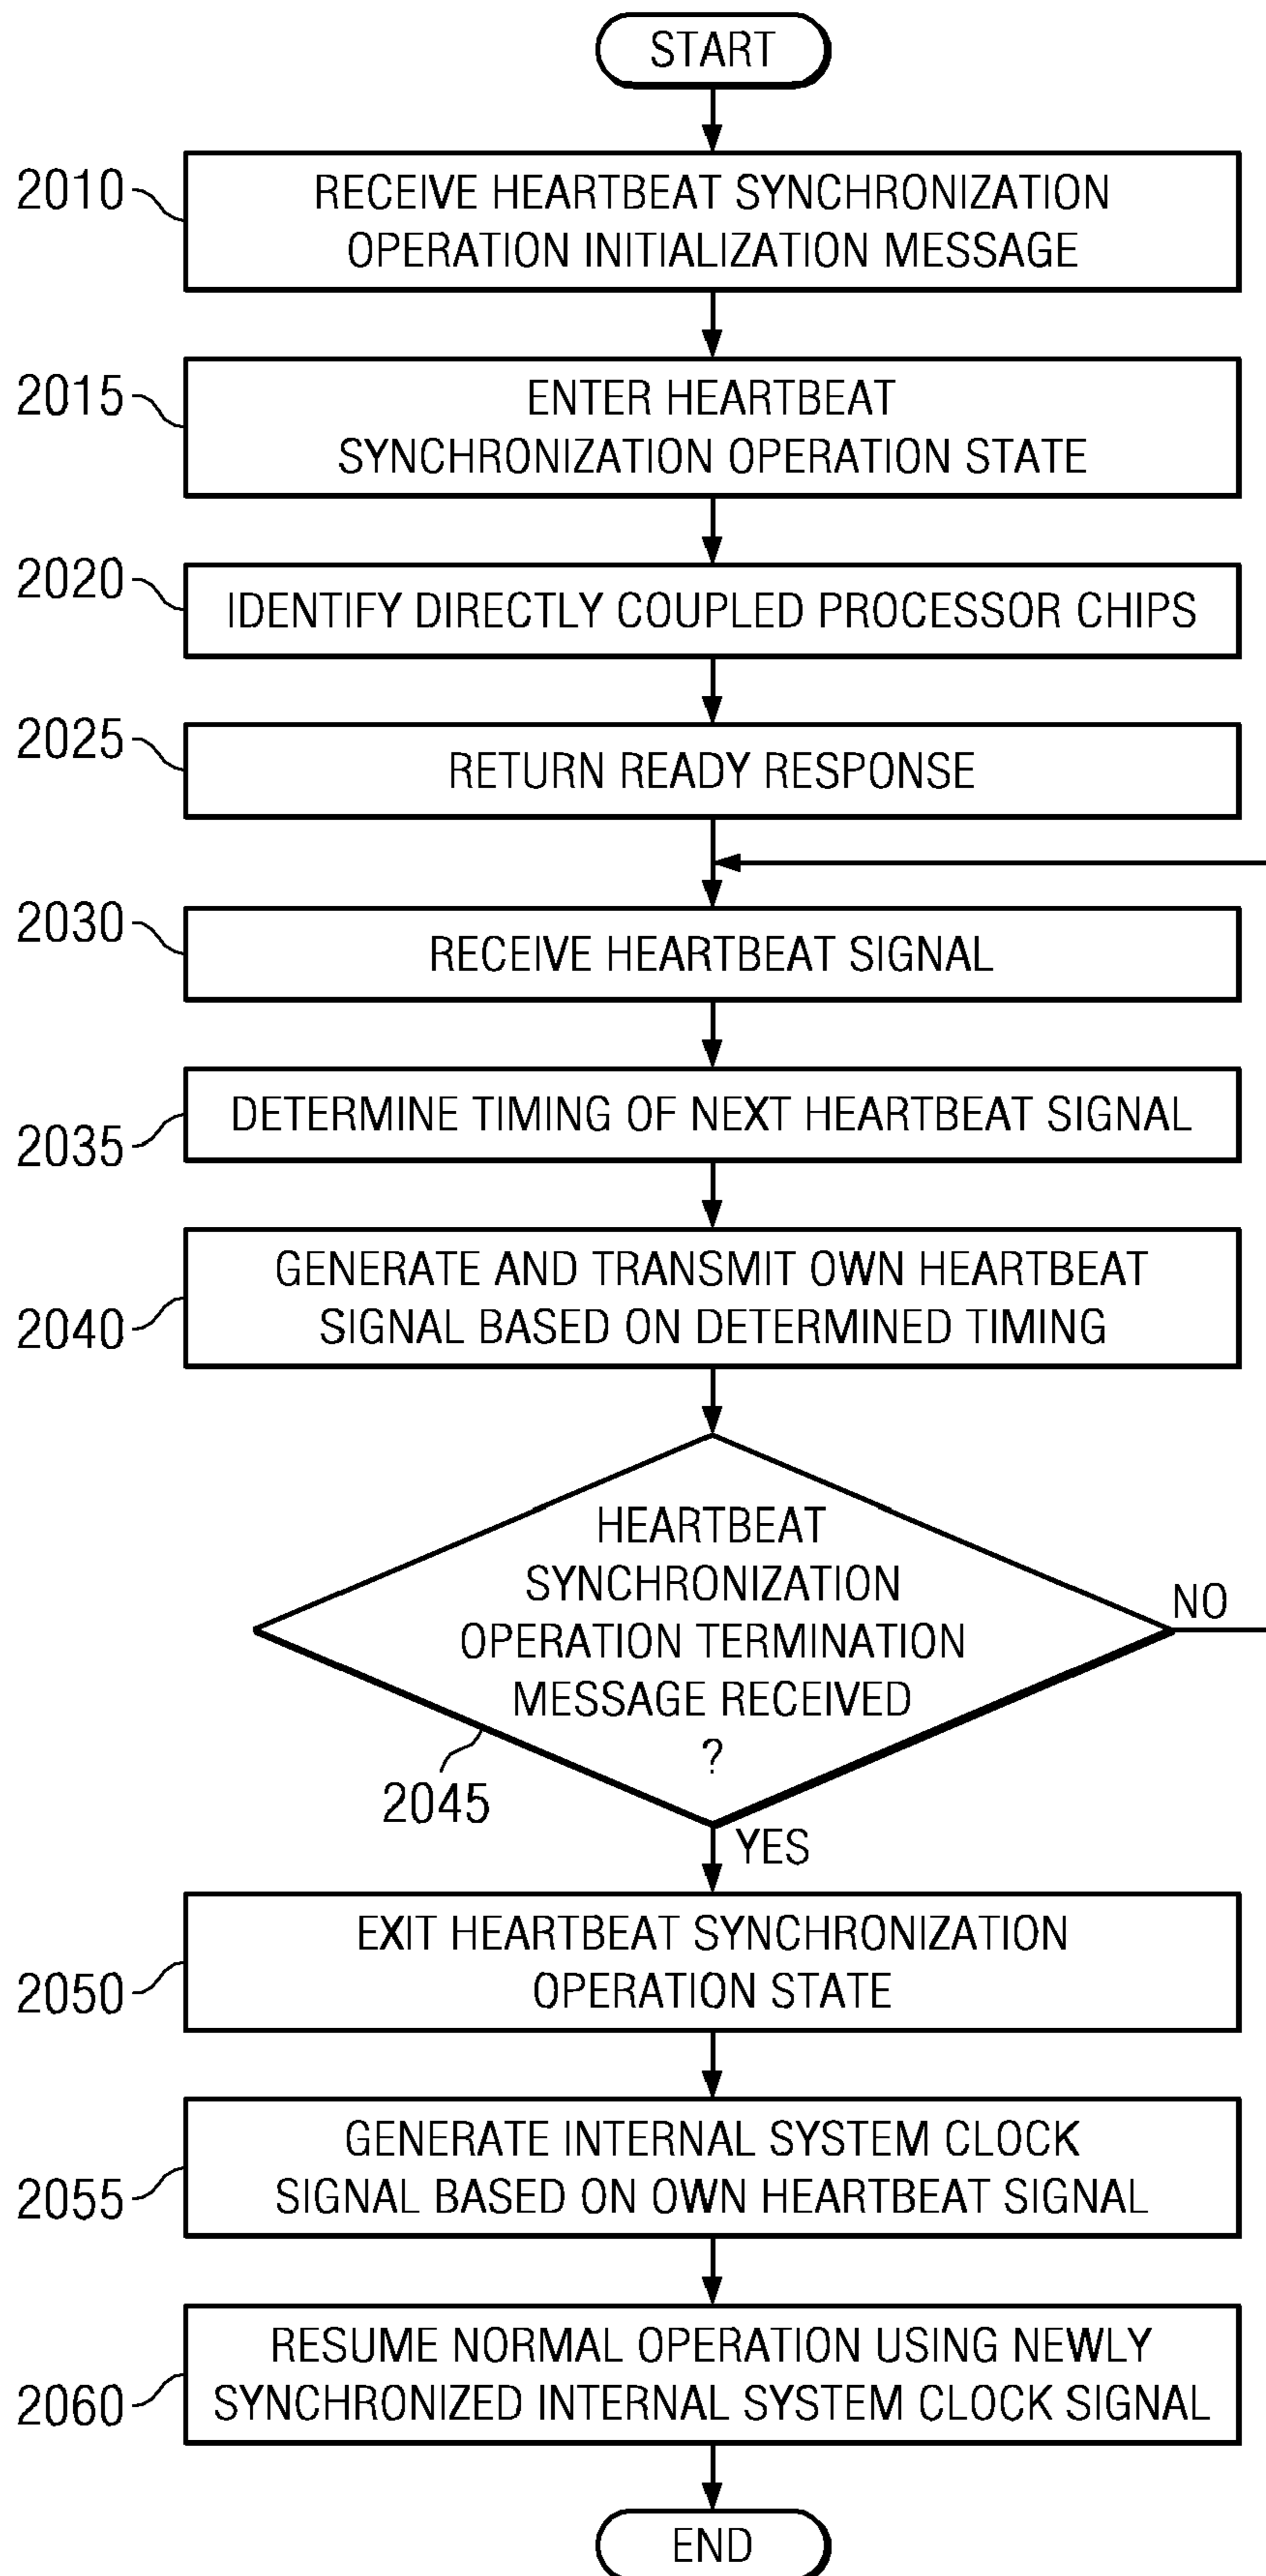 START
2010
RECEIVE HEARTBEAT SYNCHRONIZATION
OPERATION INITIALIZATION MESSAGE
2015
ENTER HEARTBEAT
SYNCHRONIZATION OPERATION STATE
2020
IDENTIFY DIRECTLY COUPLED PROCESSOR CHIPS
2025
RETURN READY RESPONSE
2030
RECEIVE HEARTBEAT SIGNAL
2035
DETERMINE TIMING OF NEXT HEARTBEAT SIGNAL
2040
GENERATE AND TRANSMIT OWN HEARTBEAT
SIGNAL BASED ON DETERMINED TIMING
HEARTBEAT
SYNCHRONIZATION
OPERATION TERMINATION
MESSAGE RECEIVED
?
NO
2045
YES
2050
EXIT HEARTBEAT SYNCHRONIZATION
OPERATION STATE
2055
GENERATE INTERNAL SYSTEM CLOCK
SIGNAL BASED ON OWN HEARTBEAT SIGNAL
2060
RESUME NORMAL OPERATION USING NEWLY
SYNCHRONIZED INTERNAL SYSTEM CLOCK SIGNAL
END